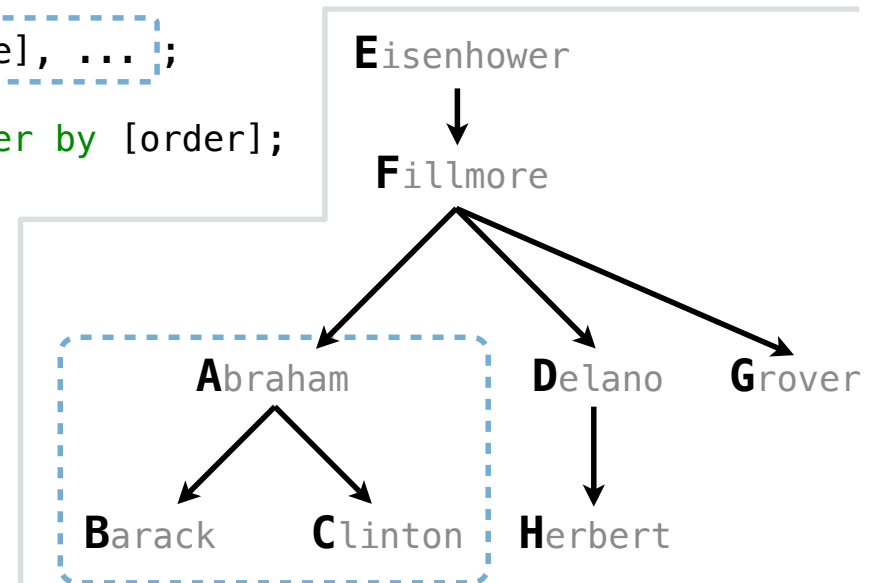 e], ... ;
er by [order];
Eisenhower
Fillmore
Abraham Delano Grover
Barack Clinton Herbert